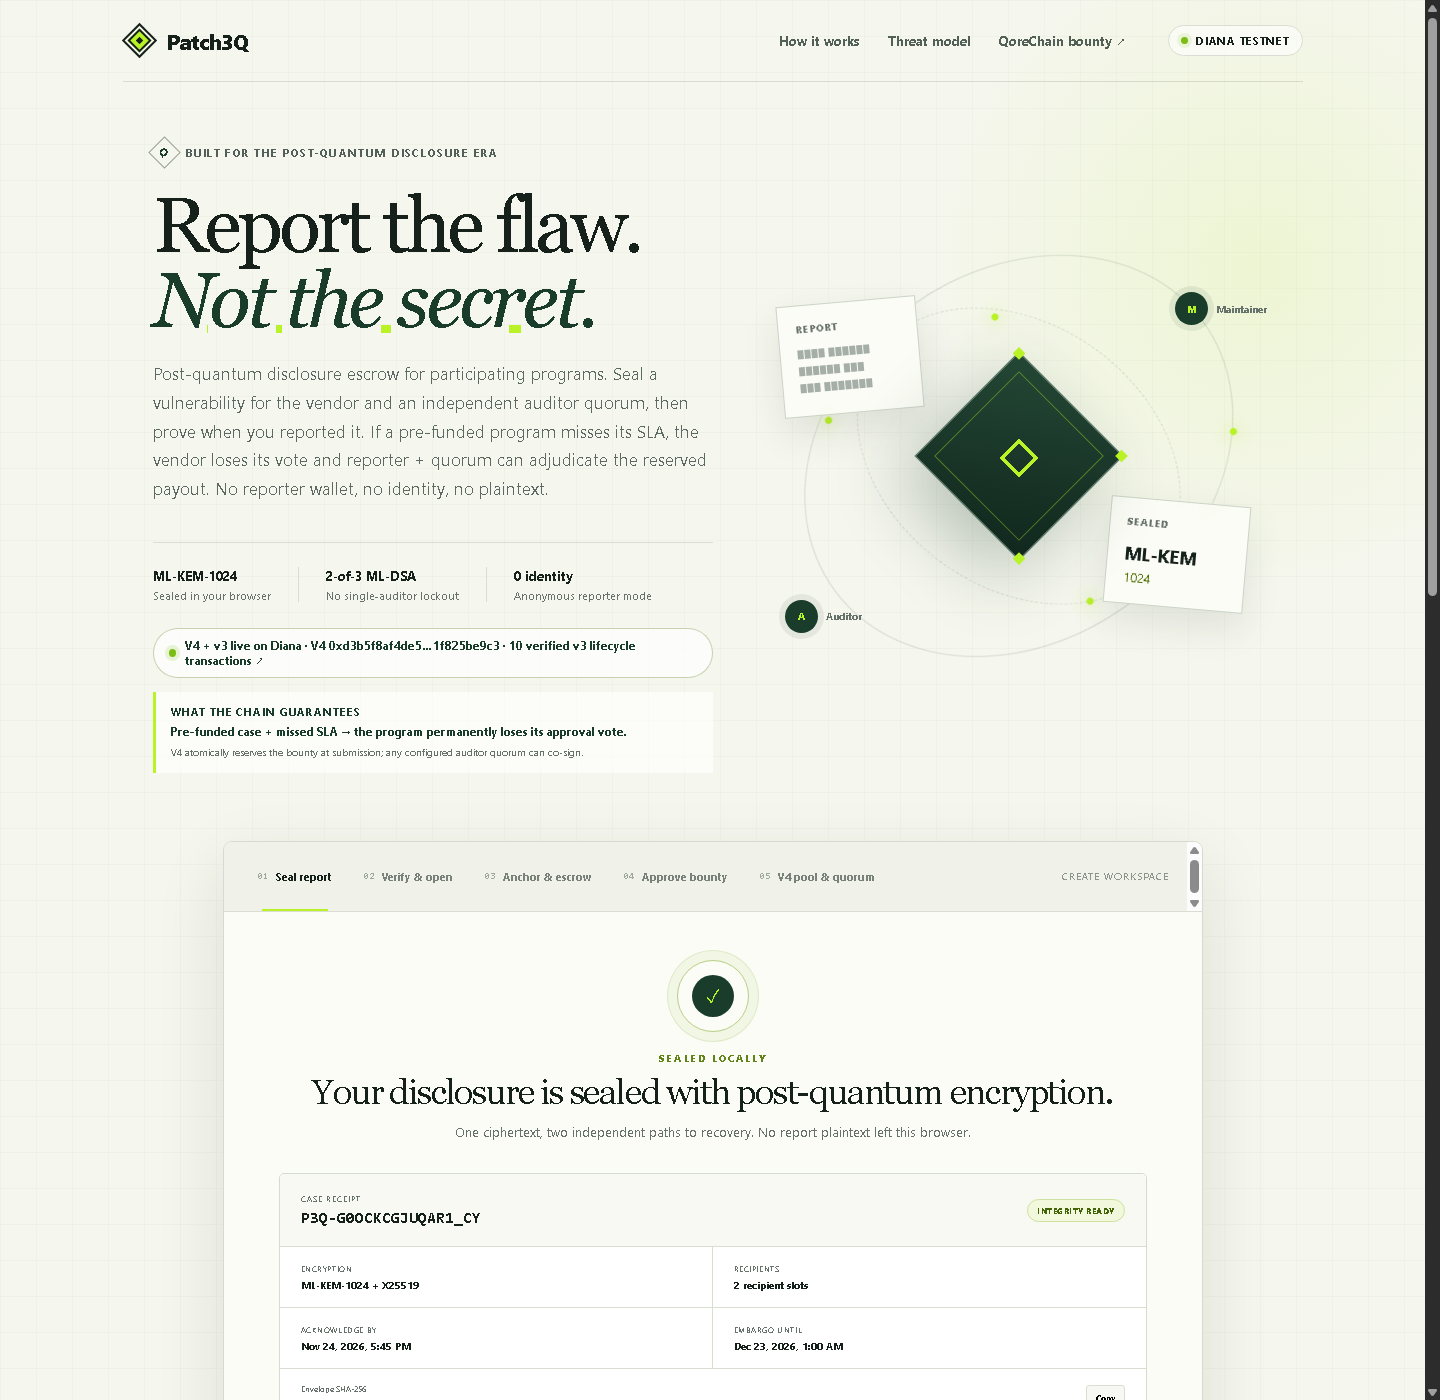 Patch3Q
How it works
Threat model
QoreChain bounty ↗
DIANA TESTNET
BUILT FOR THE POST-QUANTUM DISCLOSURE ERA
Report the flaw.
Not the secret.
Post-quantum disclosure escrow for participating programs. Seal a
vulnerability for the vendor and an independent auditor quorum, then
prove when you reported it. If a pre-funded program misses its SLA, the
vendor loses its vote and reporter + quorum can adjudicate the reserved
payout. No reporter wallet, no identity, no plaintext.
ML-KEM-1024
Sealed in your browser
2-of-3 ML-DSA
No single-auditor lockout
0 identity
Anonymous reporter mode
V4 + v3 live on Diana · V4 0xd3b5f8af4de5…1f825be9c3 · 10 verified v3 lifecycle
transactions ↗
WHAT THE CHAIN GUARANTEES
Pre-funded case + missed SLA → the program permanently loses its approval vote.
V4 atomically reserves the bounty at submission; any configured auditor quorum can co-sign.
REPORT
████ ██████
██████ ███
███ ███████
M
Maintainer
SEALED
ML-KEM
1024
A
Auditor
01 Seal report
02 Verify & open
03 Anchor & escrow
04 Approve bounty
05 V4 pool & quorum
CREATE WORKSPACE
✓
SEALED LOCALLY
Your disclosure is sealed with post-quantum encryption.
One ciphertext, two independent paths to recovery. No report plaintext left this browser.
CASE RECEIPT
P3Q-G0OCKCGJUQAR1_CY
INTEGRITY READY
ENCRYPTION
ML-KEM-1024 + X25519
RECIPIENTS
2 recipient slots
ACKNOWLEDGE BY
Nov 24, 2026, 5:45 PM
EMBARGO UNTIL
Dec 23, 2026, 1:00 AM
Envelope SHA-256
Copy